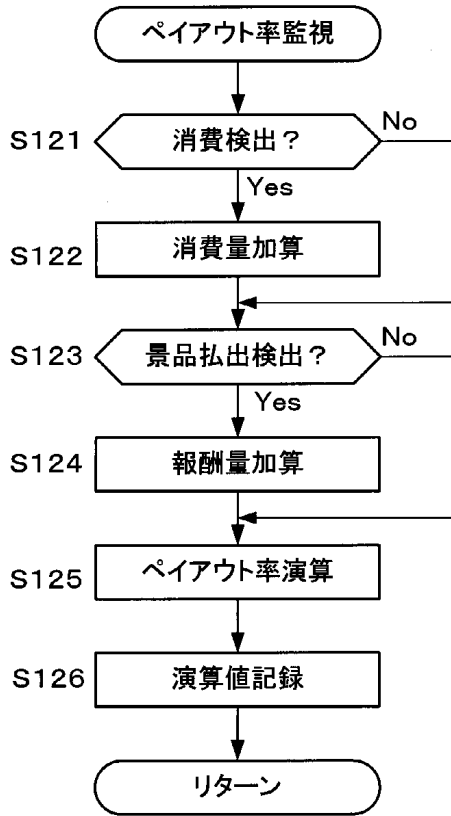 ペイアウト率監視
S121
消費検出？
No
Yes
S122
消費量加算
S123
景品払出検出？
No
Yes
S124
報酬量加算
S125
ペイアウト率演算
S126
演算値記録
リターン